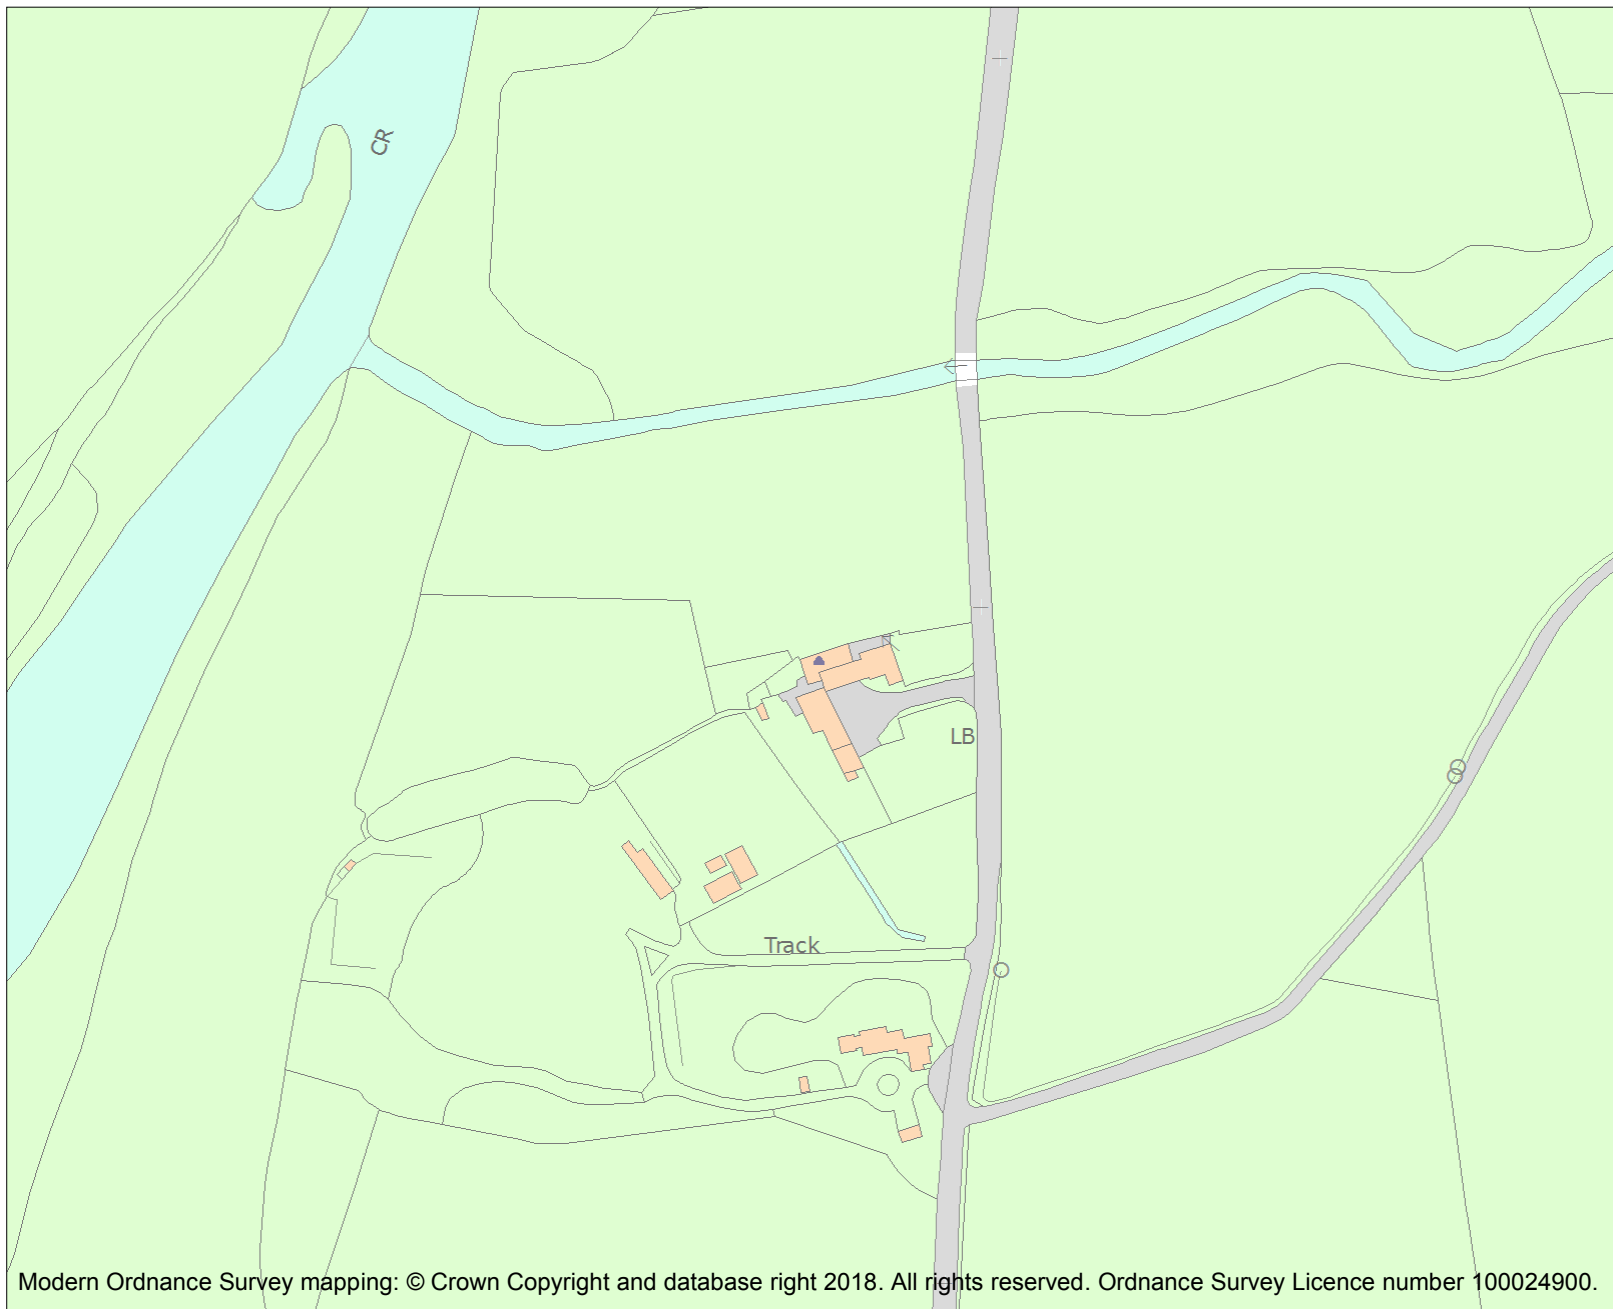 CR
LB
Track
Modern Ordnance Survey mapping: © Crown Copyright and database right 2018. All rights reserved. Ordnance Survey Licence number 100024900.